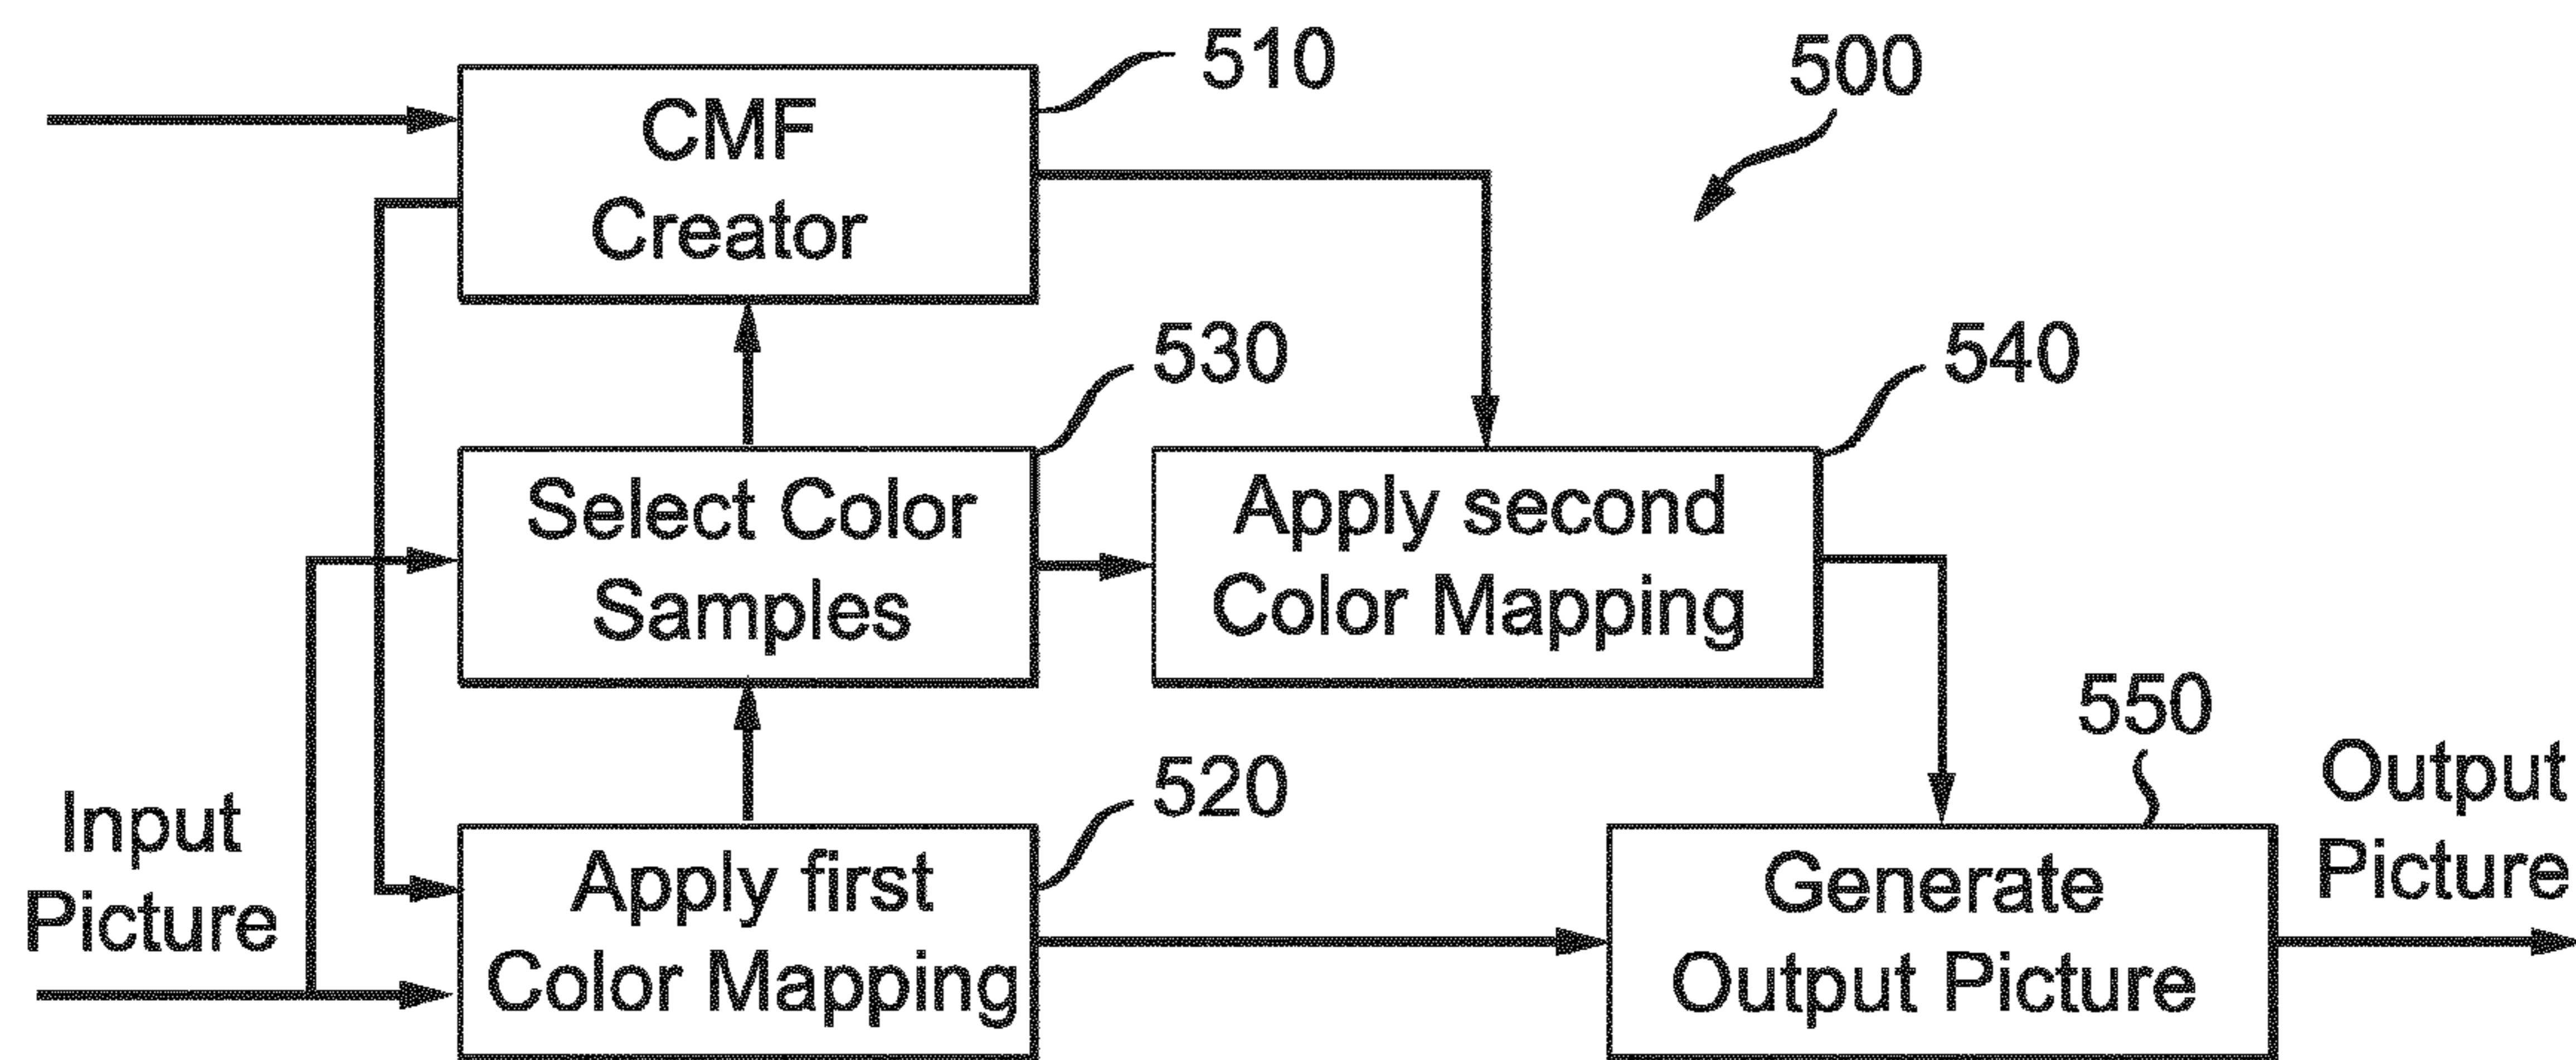 510
500
CMF
Creator
530
540
Select Color
Samples
Apply second
Color Mapping
550
520
Input
Picture
Output
Picture
Apply first
Color Mapping
Generate
Output Picture